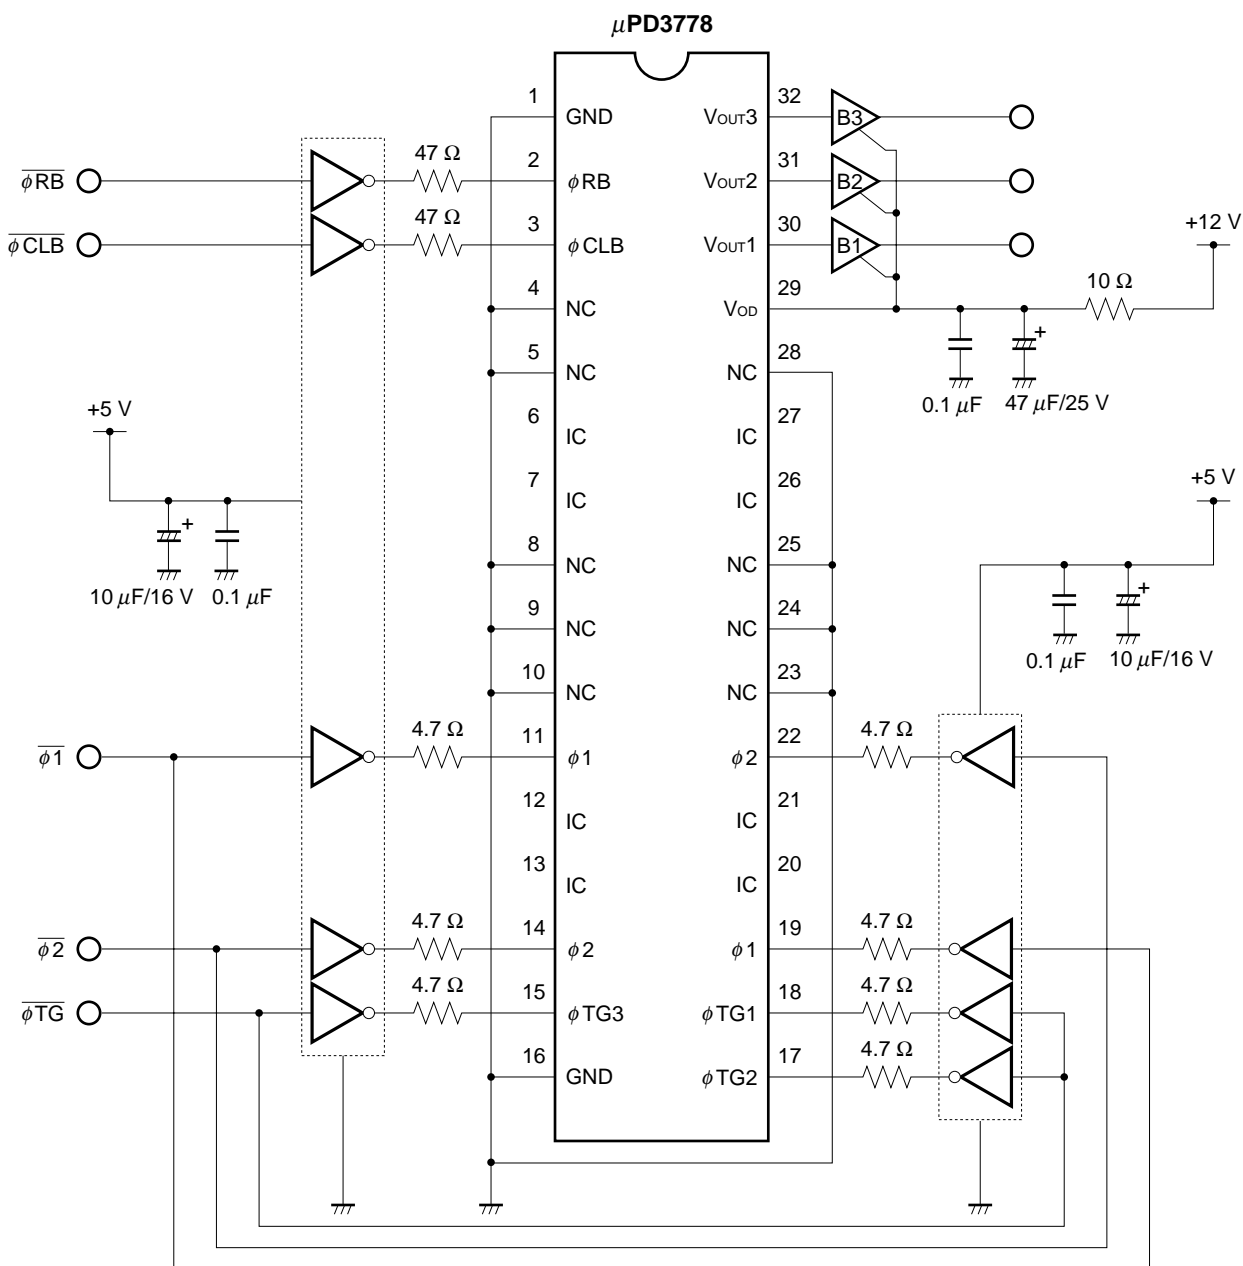 μPD3778
1 GND VOUT3 32 B3
φRB 47 Ω 2 φRB VOUT2 31 B2
φCLB 47 Ω 3 φCLB VOUT1 30 B1
+12 V
10 Ω
4 NC VOD 29
0.1 μF 47 μF/25 V
5 NC NC 28
+5 V
6 IC IC 27
7 IC IC 26
+5 V
8 NC NC 25
10 μF/16 V 0.1 μF
9 NC NC 24
0.1 μF 10 μF/16 V
10 NC NC 23
φ1 4.7 Ω 11 φ1 φ2 22 4.7 Ω
12 IC IC 21
13 IC IC 20
φ2 4.7 Ω 14 φ2 φ1 19 4.7 Ω
φTG 4.7 Ω 15 φTG3 φTG1 18 4.7 Ω
16 GND φTG2 17 4.7 Ω